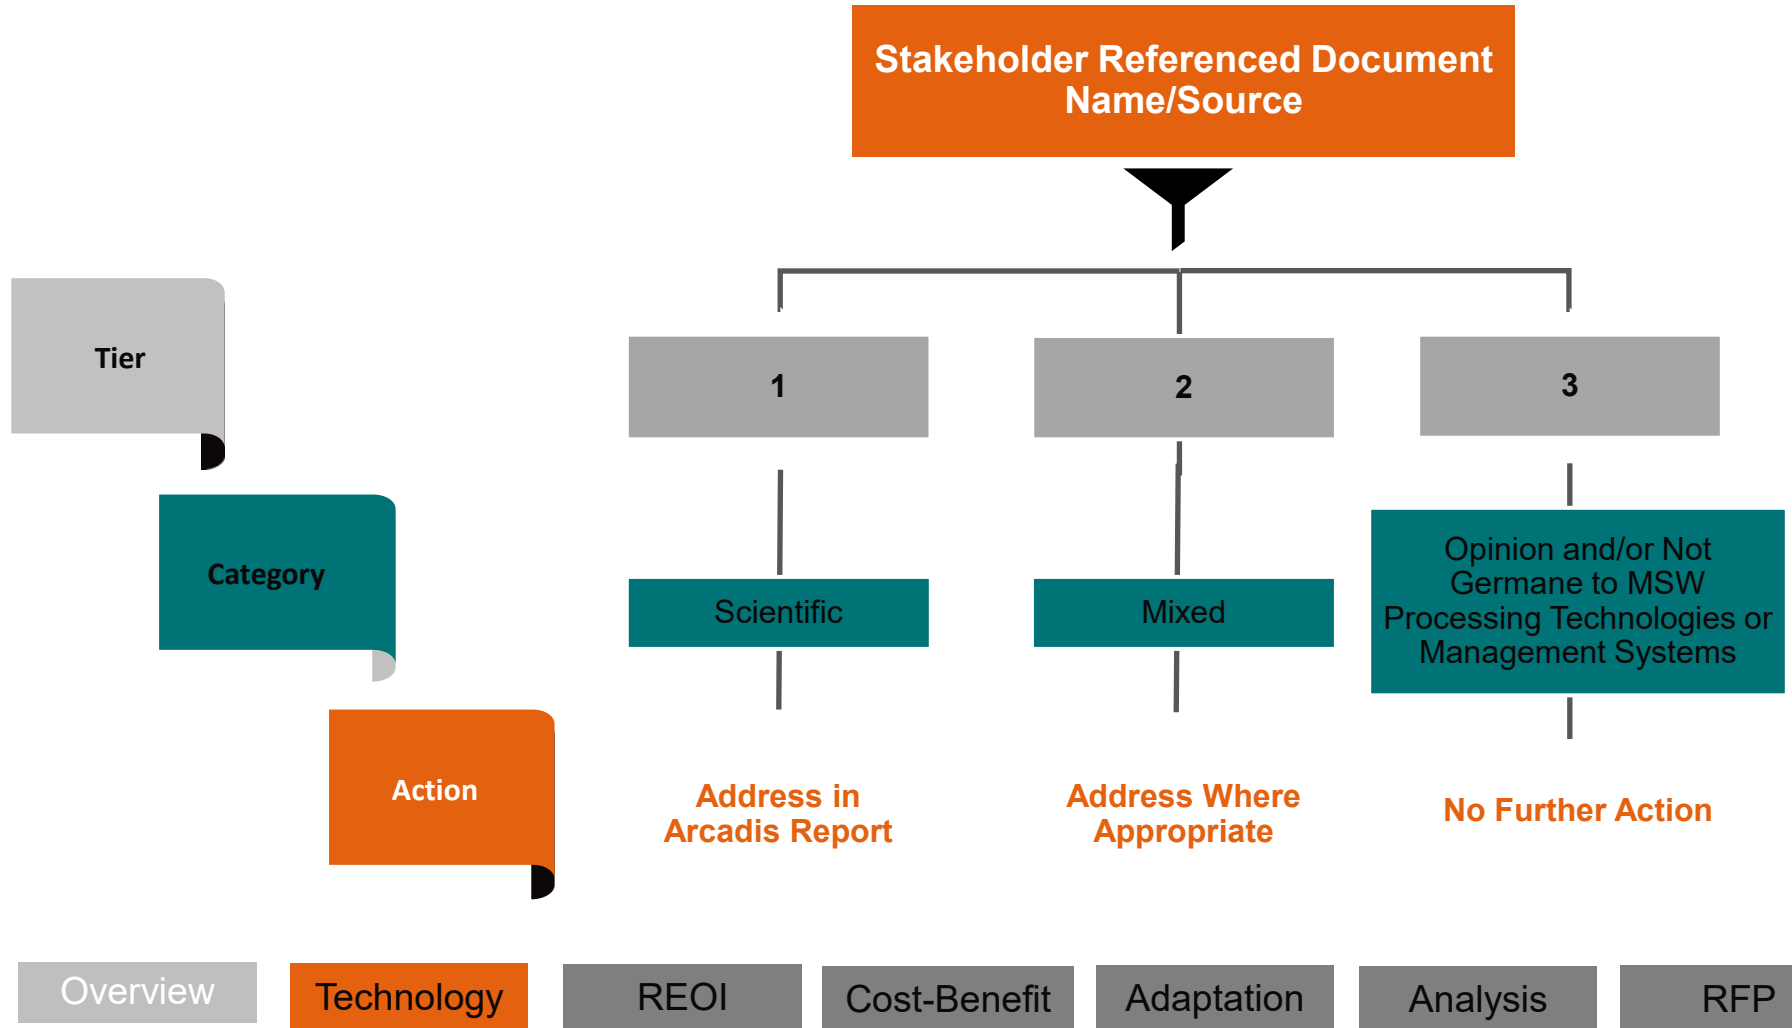 Stakeholder Referenced Document
Name/Source
Tier
1
2
3
Category
Scientific
Mixed
Opinion and/or Not
Germane to MSW
Processing Technologies or
Management Systems
Action
Address in
Arcadis Report
Address Where
Appropriate
No Further Action
Overview
Technology
REOI
Cost-Benefit
Adaptation
Analysis
RFP